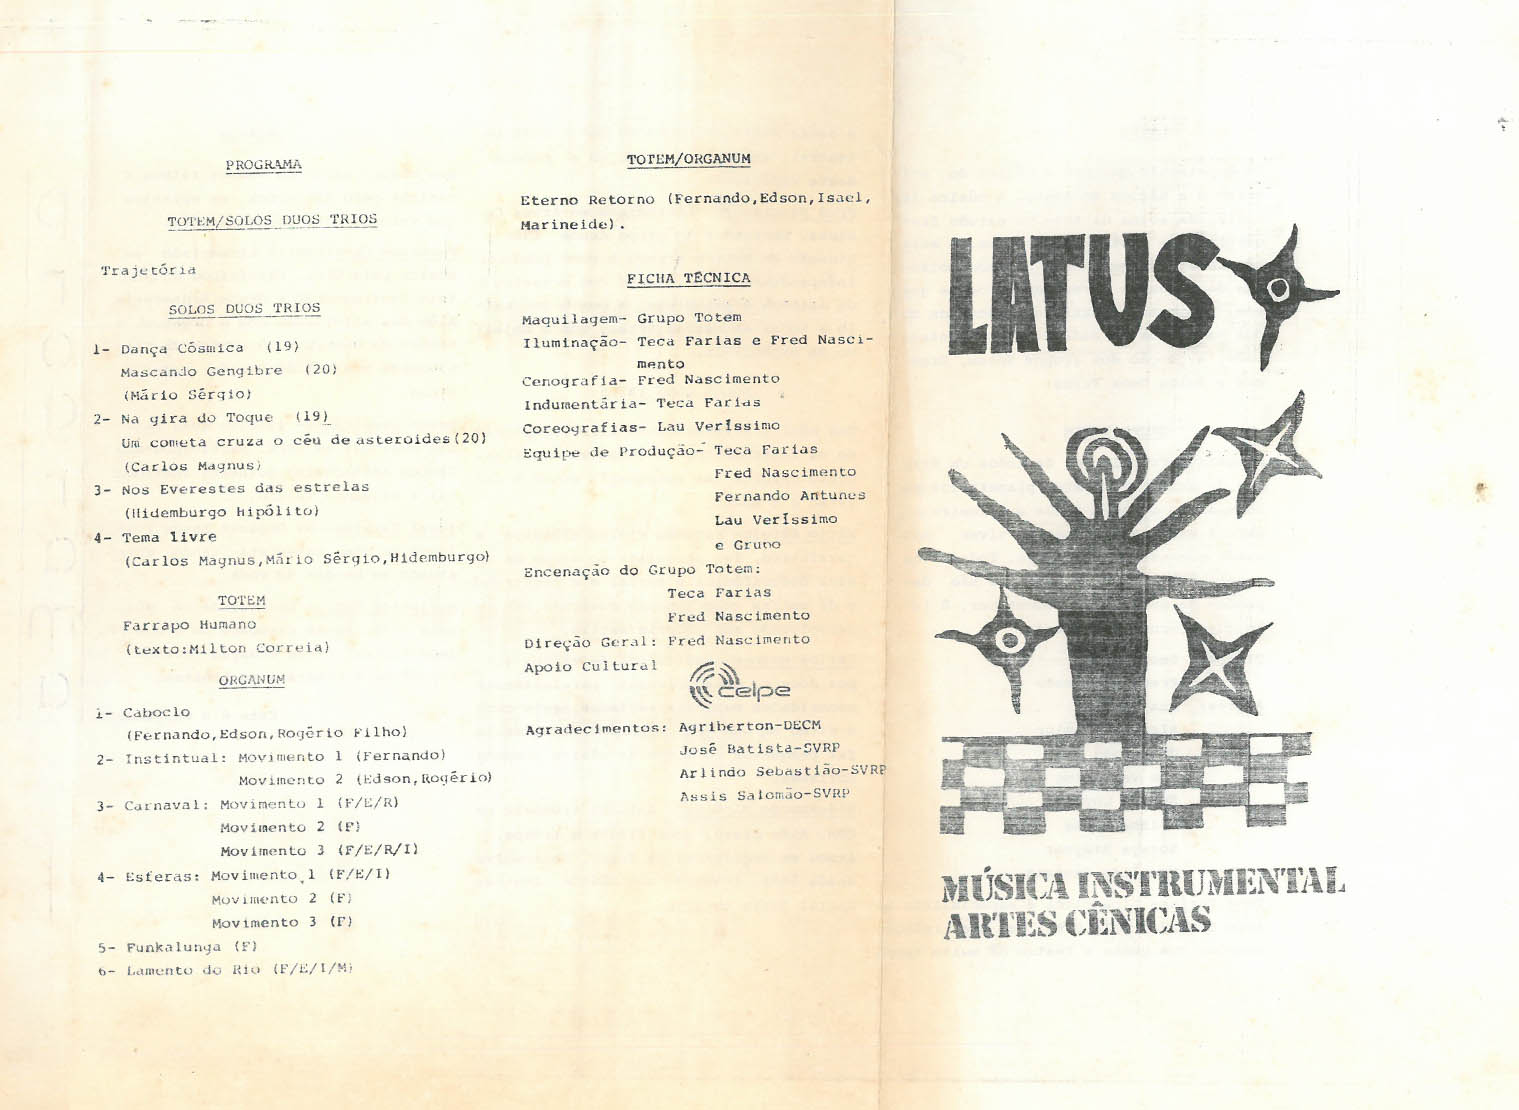 PROGRAMA
TOTEM/SOLOS DUOS TRIOS
Trajetória
SOLOS DUOS TRIOS
1- Dança Cósmica (19)
Mascando Gengibre (20)
(Mário Sérgio)
2- Na gira do Toque (19)
Um cometa cruza o céu de asteroides(20)
(Carlos Magnus)
3- Nos Everestes das estrelas
(Hidemburgo Hipólito)
4- Tema livre
(Carlos Magnus,Mário Sérgio,Hidemburgo)
TOTEM
Farrapo Humano
(texto:Milton Correia)
ORGANUM
1- Caboclo
(Fernando,Edson,Rogério Filho)
2- Instintual: Movimento 1 (Fernando)
Movimento 2 (Edson,Rogério)
3- Carnaval: Movimento 1 (F/E/R)
Movimento 2 (F)
Movimento 3 (F/E/R/I)
4- Esferas: Movimento 1 (F/E/I)
Movimento 2 (F)
Movimento 3 (F)
5- Funkalunga (F)
6- Lamento do Rio (F/E/I/M)
TOTEM/ORGANUM
Eterno Retorno (Fernando,Edson,Isael,
Marineide).
FICHA TÉCNICA
Maquilagem- Grupo Totem
Iluminação- Teca Farias e Fred Nasci-
mento
Cenografia- Fred Nascimento
Indumentária- Teca Farias
Coreografias- Lau Veríssimo
Equipe de Produção- Teca Farias
Fred Nascimento
Fernando Antunes
Lau Veríssimo
e Grupo
Encenação do Grupo Totem:
Teca Farias
Fred Nascimento
Direção Geral: Fred Nascimento
Apoio Cultural
celpe
Agradecimentos: Agriberton-DECM
José Batista-SVRP
Arlindo Sebastião-SVRP
Assis Salomão-SVRP
LATUS
MÚSICA INSTRUMENTAL
ARTES CÊNICAS